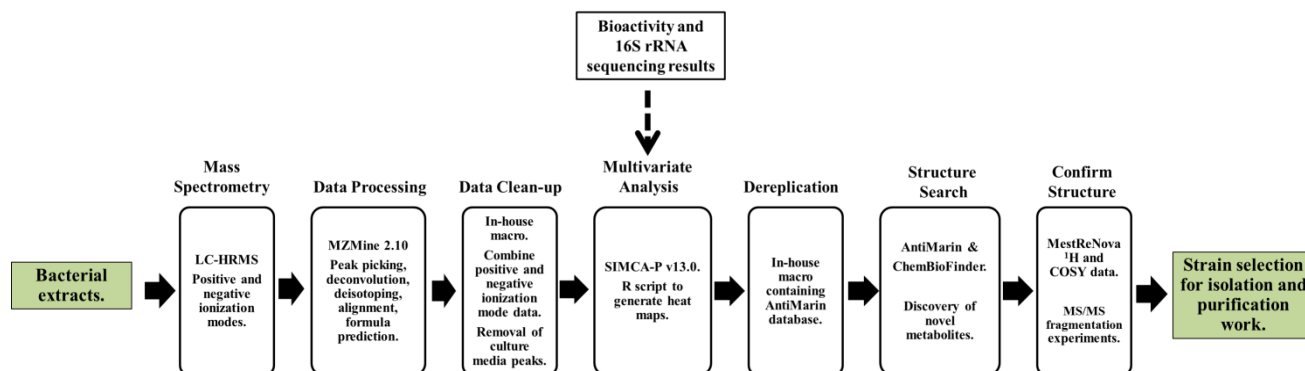 Bioactivity and
16S rRNA
sequencing results
Bacterial
extracts.
Mass
Spectrometry
LC-HRMS
Positive and
negative
ionization
modes.
Data Processing
MZMine 2.10
Peak picking,
deconvolution,
deisotoping,
alignment,
formula
prediction.
Data Clean-up
In-house
macro.
Combine
positive and
negative
ionization
mode data.
Removal of
culture
media peaks.
Multivariate
Analysis
SIMCA-P v13.0.
R script to
generate heat
maps.
Dereplication
In-house
macro
containing
AntiMarin
database.
Structure
Search
AntiMarin &
ChemBioFinder.
Discovery of
novel
metabolites.
Confirm
Structure
MestReNova
¹H and
COSY data.
MS/MS
fragmentation
experiments.
Strain selection
for isolation and
purification
work.